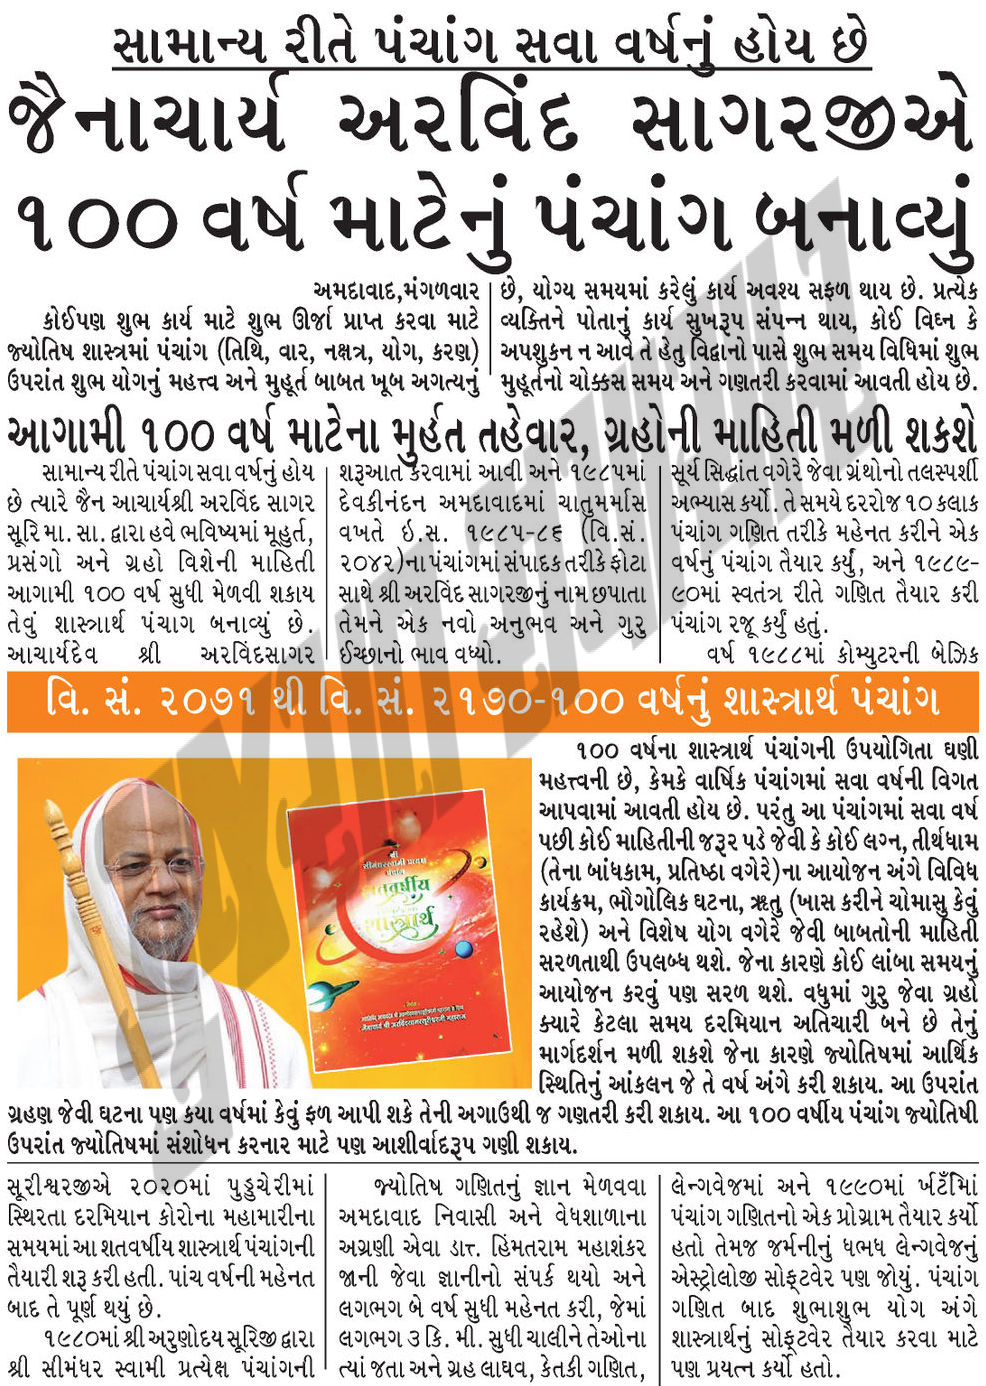 સામાન્ય રીતે પંચાંગ સવા વર્ષનું હોય છે
જૈનાચાર્ય અરવિંદ સાગરજીએ
૧૦૦ વર્ષ માટેનું પંચાંગ બનાવ્યું
અમદાવાદ,મંગળવાર
કોઈપણ શુભ કાર્ય માટે શુભ ઊર્જા પ્રાપ્ત કરવા માટે
જ્યોતિષ શાસ્ત્રમાં પંચાંગ (તિથિ, વાર, નક્ષત્ર, યોગ, કરણ)
ઉપરાંત શુભ યોગનું મહત્ત્વ અને મુહૂર્ત બાબત ખૂબ અગત્યનું
છે, યોગ્ય સમયમાં કરેલું કાર્ય અવશ્ય સફળ થાય છે. પ્રત્યેક
વ્યક્તિને પોતાનું કાર્ય સુખરૂપ સંપન્ન થાય, કોઈ વિઘ્ન કે
અપશુકન ન આવે તે હેતુ વિદ્વાનો પાસે શુભ સમય વિધિમાં શુભ
મુહૂર્તનો ચોક્કસ સમય અને ગણતરી કરવામાં આવતી હોય છે.
આગામી ૧૦૦ વર્ષ માટેના મુર્હત તહેવાર, ગ્રહોની માહિતી મળી શકશે
સામાન્ય રીતે પંચાંગ સવા વર્ષનું હોય
છે ત્યારે જૈન આચાર્યશ્રી અરવિંદ સાગર
સૂરિ મા. સા. દ્વારા હવે ભવિષ્યમાં મૂહુર્ત,
પ્રસંગો અને ગ્રહો વિશેની માહિતી
આગામી ૧૦૦ વર્ષ સુધી મેળવી શકાય
તેવું શાસ્ત્રાર્થ પંચાગ બનાવ્યું છે.
આચાર્યદેવ શ્રી અરવિંદસાગર
શરૂઆત કરવામાં આવી અને ૧૯૮૫માં
દેવકીનંદન અમદાવાદમાં ચાતુમર્માસ
વખતે ઇ.સ. ૧૯૮૫-૮૬ (વિ.સં.
૨૦૪૨)ના પંચાંગમાં સંપાદક તરીકે ફોટા
સાથે શ્રી અરવિંદ સાગરજીનું નામ છપાતા
તેમને એક નવો અનુભવ અને ગુરુ
ઈચ્છાનો ભાવ વધ્યો.
સૂર્ય સિદ્ધાંત વગેરે જેવા ગ્રંથોનો તલસ્પર્શી
અભ્યાસ કર્યો. તે સમયે દરરોજ ૧૦ કલાક
પંચાંગ ગણિત તરીકે મહેનત કરીને એક
વર્ષનું પંચાંગ તૈયાર કર્યું, અને ૧૯૮૯-
૯૦માં સ્વતંત્ર રીતે ગણિત તૈયાર કરી
પંચાંગ રજૂ કર્યું હતું.
વર્ષ ૧૯૮૮માં કોમ્યુટરની બેઝિક
વિ. સં. ૨૦૭૧ થી વિ. સં. ૨૧૭૦-૧૦૦ વર્ષનું શાસ્ત્રાર્થ પંચાંગ
श्री
सीमंधरस्वामी प्रत्यक्ष
शतवर्षीय
शास्त्रार्थ
૧૦૦ વર્ષના શાસ્ત્રાર્થ પંચાંગની ઉપયોગિતા ઘણી
મહત્ત્વની છે, કેમકે વાર્ષિક પંચાંગમાં સવા વર્ષની વિગત
આપવામાં આવતી હોય છે. પરંતુ આ પંચાંગમાં સવા વર્ષ
પછી કોઈ માહિતીની જરૂર પડે જેવી કે કોઈ લગ્ન, તીર્થધામ
(તેના બાંધકામ, પ્રતિષ્ઠા વગેરે)ના આયોજન અંગે વિવિધ
કાર્યક્રમ, ભૌગોલિક ઘટના, ઋતુ (ખાસ કરીને ચોમાસુ કેવું
રહેશે) અને વિશેષ યોગ વગેરે જેવી બાબતોની માહિતી
સરળતાથી ઉપલબ્ધ થશે. જેના કારણે કોઈ લાંબા સમયનું
આયોજન કરવું પણ સરળ થશે. વધુમાં ગુરુ જેવા ગ્રહો
ક્યારે કેટલા સમય દરમિયાન અતિચારી બને છે તેનું
માર્ગદર્શન મળી શકશે જેના કારણે જ્યોતિષમાં આર્થિક
સ્થિતિનું આંકલન જે તે વર્ષ અંગે કરી શકાય. આ ઉપરાંત
ગ્રહણ જેવી ઘટના પણ કયા વર્ષમાં કેવું ફળ આપી શકે તેની અગાઉથી જ ગણતરી કરી શકાય. આ ૧૦૦ વર્ષીય પંચાંગ જ્યોતિષી
ઉપરાંત જ્યોતિષમાં સંશોધન કરનાર માટે પણ આશીર્વાદરૂપ ગણી શકાય.
સૂરીશ્વરજીએ ૨૦૨૦માં પુડુચેરીમાં
સ્થિરતા દરમિયાન કોરોના મહામારીના
સમયમાં આ શતવર્ષીય શાસ્ત્રાર્થ પંચાંગની
તૈયારી શરૂ કરી હતી. પાંચ વર્ષની મહેનત
બાદ તે પૂર્ણ થયું છે.
૧૯૮૦માં શ્રી અરુણોદય સૂરિજી દ્વારા
શ્રી સીમંધર સ્વામી પ્રત્યેક્ષ પંચાંગની
જ્યોતિષ ગણિતનું જ્ઞાન મેળવવા
અમદાવાદ નિવાસી અને વેધશાળાના
અગ્રણી એવા ડાૅ. હિંમતરામ મહાશંકર
જાની જેવા જ્ઞાનીનો સંપર્ક થયો અને
લગભગ બે વર્ષ સુધી મહેનત કરી, જેમાં
લગભગ ૩ કિ. મી. સુધી ચાલીને તેઓના
ત્યાં જતા અને ગ્રહ લાઘવ, કેતકી ગણિત,
લેન્ગવેજમાં અને ૧૯૯૦માં
પંચાંગ ગણિતનો એક પ્રોગ્રામ તૈયાર કર્યો
હતો તેમજ જર્મનીનું ધભધ લેન્ગવેજનું
એસ્ટ્રોલોજી સોફ્ટવેર પણ જોયું. પંચાંગ
ગણિત બાદ શુભાશુભ યોગ અંગે
શાસ્ત્રાર્થનું સોફ્ટવેર તૈયાર કરવા માટે
પણ પ્રયત્ન કર્યો હતો.